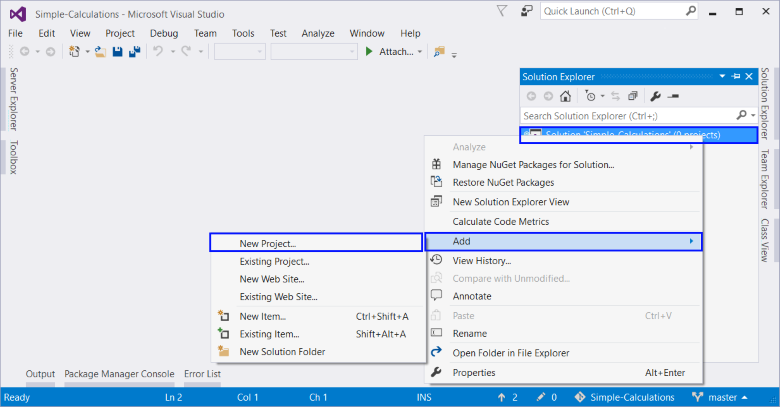 Simple-Calculations - Microsoft Visual Studio
Quick Launch (Ctrl+Q)
File Edit View Project Debug Team Tools Test Analyze Window Help
Attach...
Server Explorer
Toolbox
Solution Explorer
Search Solution Explorer (Ctrl+;)
Solution 'Simple-Calculations' (0 projects)
Solution Explorer
Team Explorer
Class View
Analyze
Manage NuGet Packages for Solution...
Restore NuGet Packages
New Solution Explorer View
Calculate Code Metrics
Add
View History...
Compare with Unmodified...
Annotate
Paste Ctrl+V
Rename
Open Folder in File Explorer
Properties Alt+Enter
New Project...
Existing Project...
New Web Site...
Existing Web Site...
New Item... Ctrl+Shift+A
Existing Item... Shift+Alt+A
New Solution Folder
Output Package Manager Console Error List
Ready Ln 2 Col 1 Ch 1 INS 2 0 Simple-Calculations master